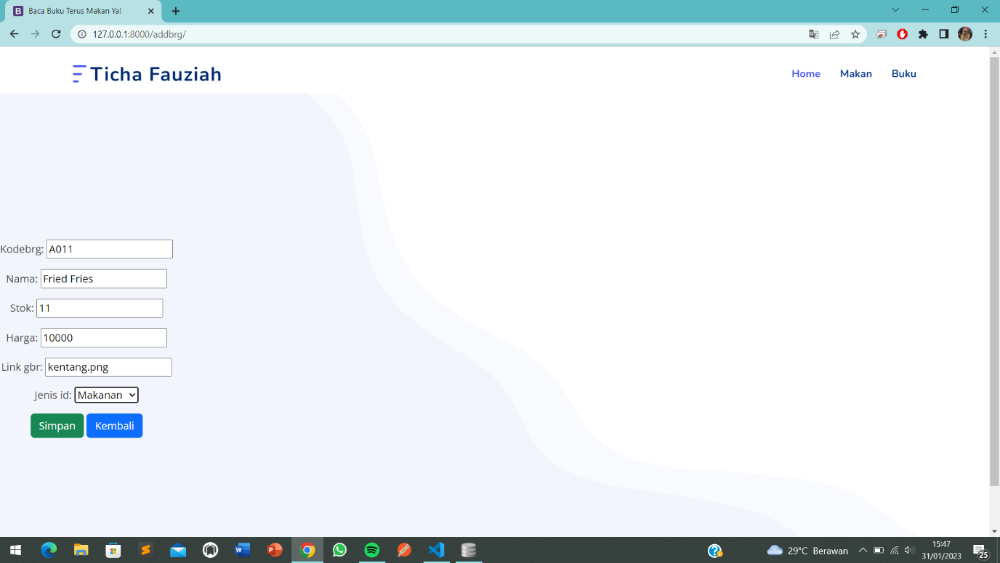 Baca Buku Terus Makan Ya!
127.0.0.1:8000/addbrg/
Ticha Fauziah
Home Makan Buku
Kodebrg: A011
Nama: Fried Fries
Stok: 11
Harga: 10000
Link gbr: kentang.png
Jenis id: Makanan
Simpan Kembali
29°C Berawan
15:47
31/01/2023
25